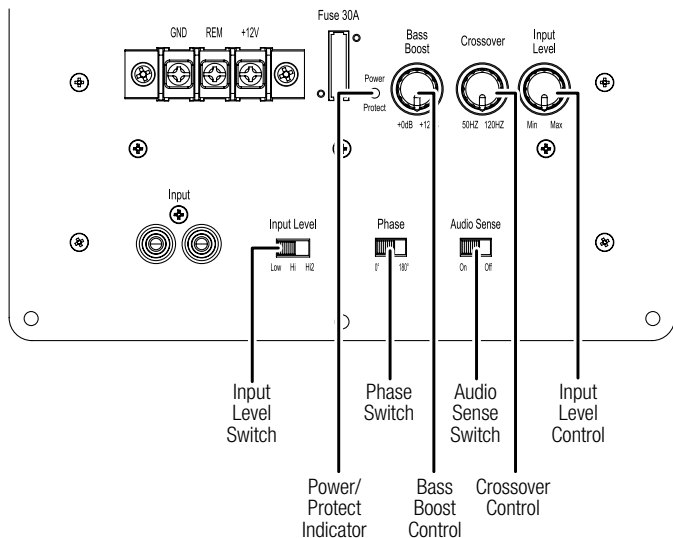 Fuse 30A
GND REM +12V
Bass
Boost
Crossover
Input
Level
Power
Protect
+0dB
50HZ 120HZ
Min Max
Input
Input Level
Low Hi Hi2
Phase
0° 180°
Audio Sense
On Off
Input
Level
Switch
Phase
Switch
Audio
Sense
Switch
Input
Level
Control
Power/
Protect
Indicator
Bass
Boost
Control
Crossover
Control